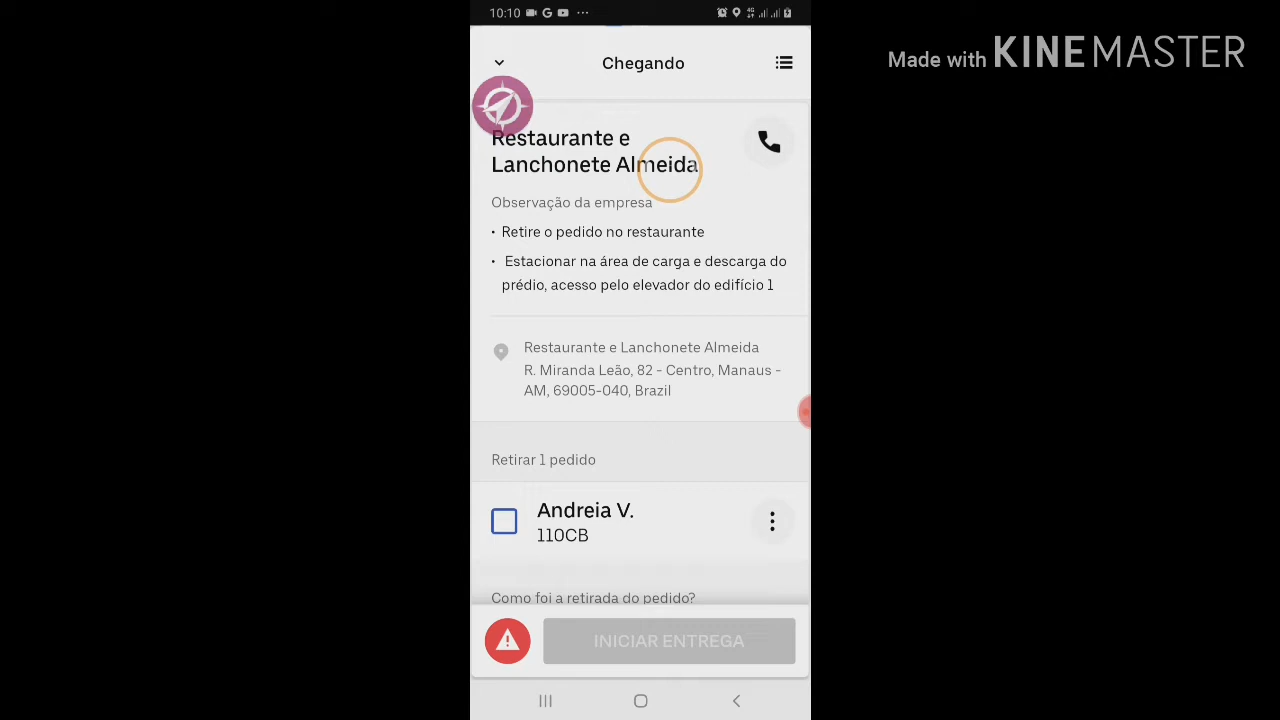 10:10
4G
Made with KINEMASTER
Chegando
Restaurante e
Lanchonete Almeida
Observação da empresa
• Retire o pedido no restaurante
• Estacionar na área de carga e descarga do
prédio, acesso pelo elevador do edifício 1
Restaurante e Lanchonete Almeida
R. Miranda Leão, 82 - Centro, Manaus -
AM, 69005-040, Brazil
Retirar 1 pedido
Andreia V.
110CB
Como foi a retirada do pedido?
INICIAR ENTREGA